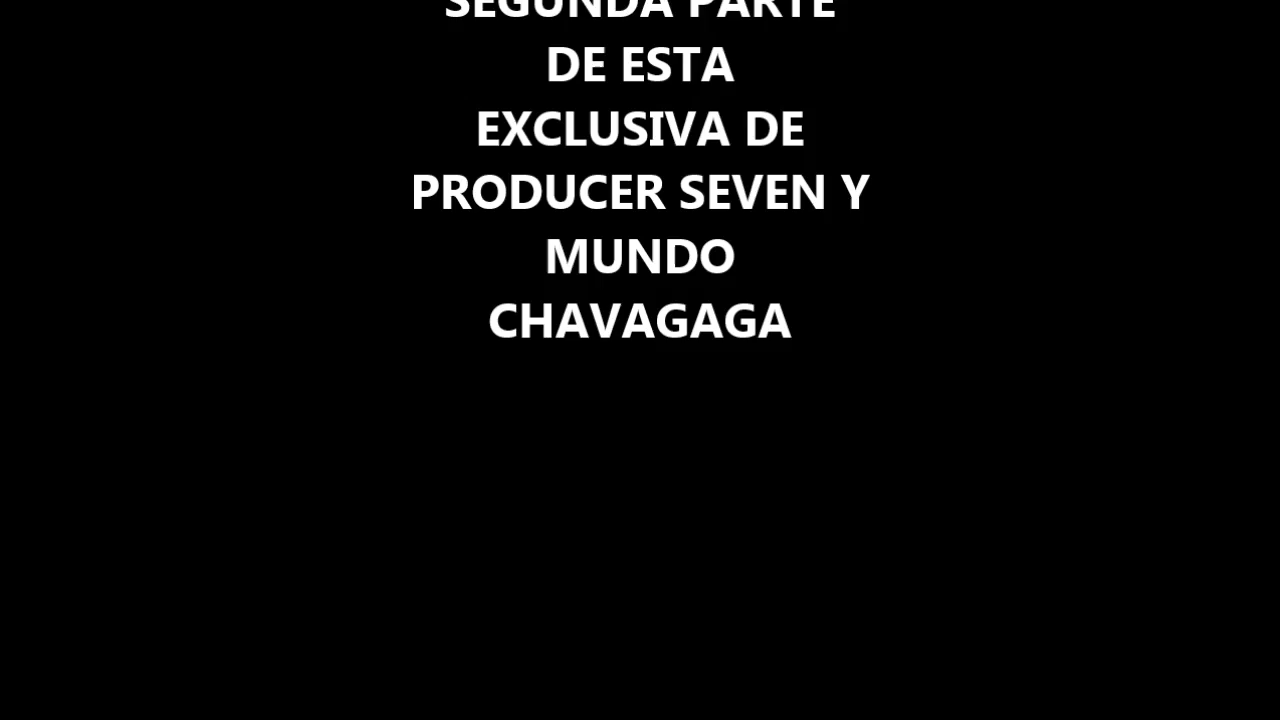 SEGUNDA PARTE
DE ESTA
EXCLUSIVA DE
PRODUCER SEVEN Y
MUNDO
CHAVAGAGA